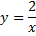 y = 2/x